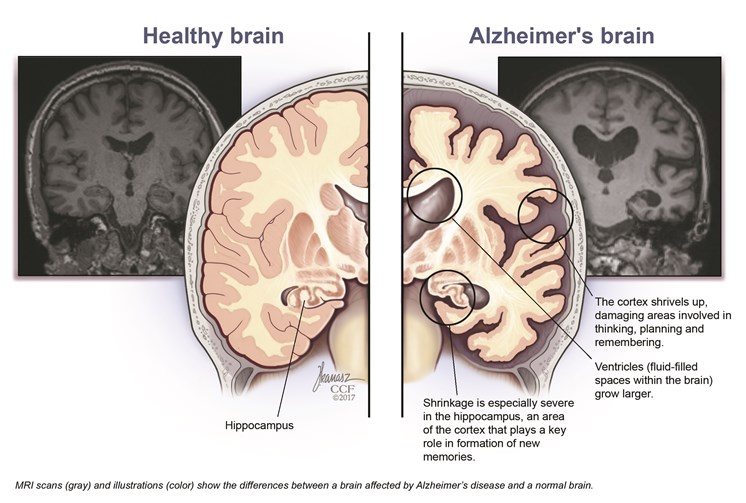 Healthy brain
Alzheimer's brain
The cortex shrivels up,
damaging areas involved in
thinking, planning and
remembering.
Ventricles (fluid-filled
spaces within the brain)
grow larger.
CCF
©2017
Hippocampus
Shrinkage is especially severe
in the hippocampus, an area
of the cortex that plays a key
role in formation of new
memories.
MRI scans (gray) and illustrations (color) show the differences between a brain affected by Alzheimer's disease and a normal brain.